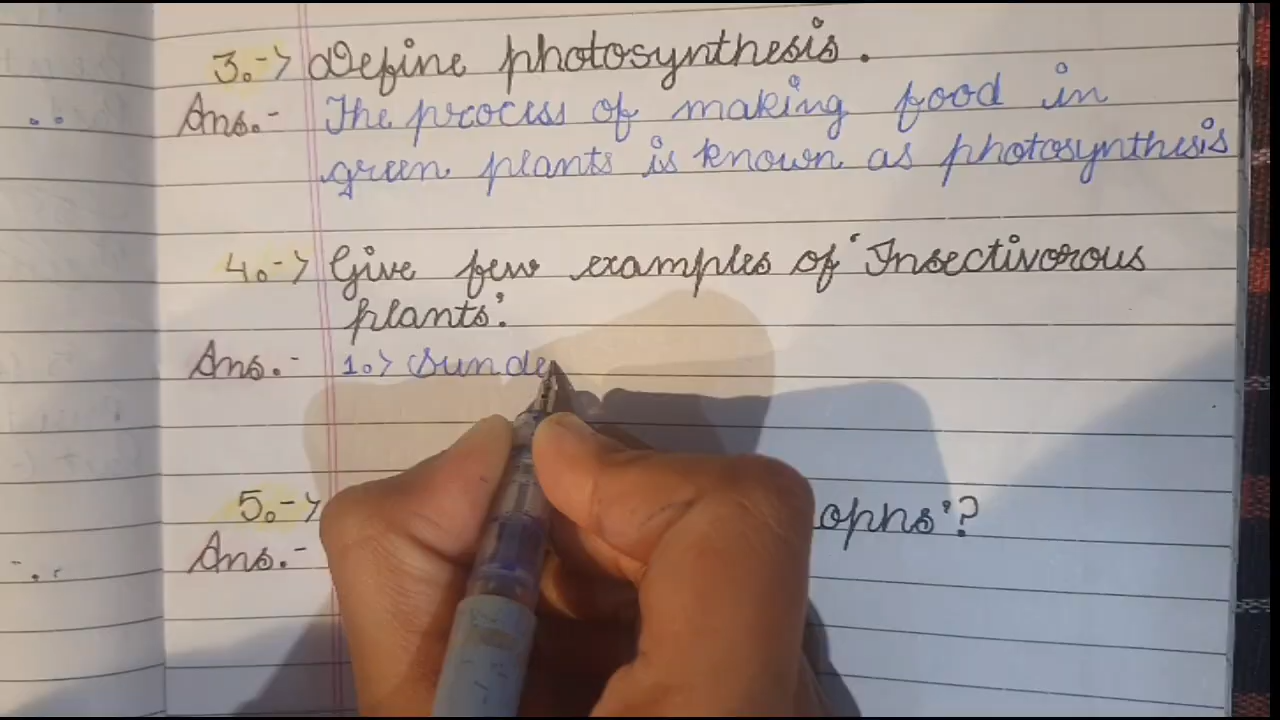 3.-> Define photosynthesis.
Ans.- The process of making food in
green plants is known as photosynthesis
4.-> Give few examples of 'Insectivorous
plants'.
Ans.- 1.> Sunde
5.->
Ans.-